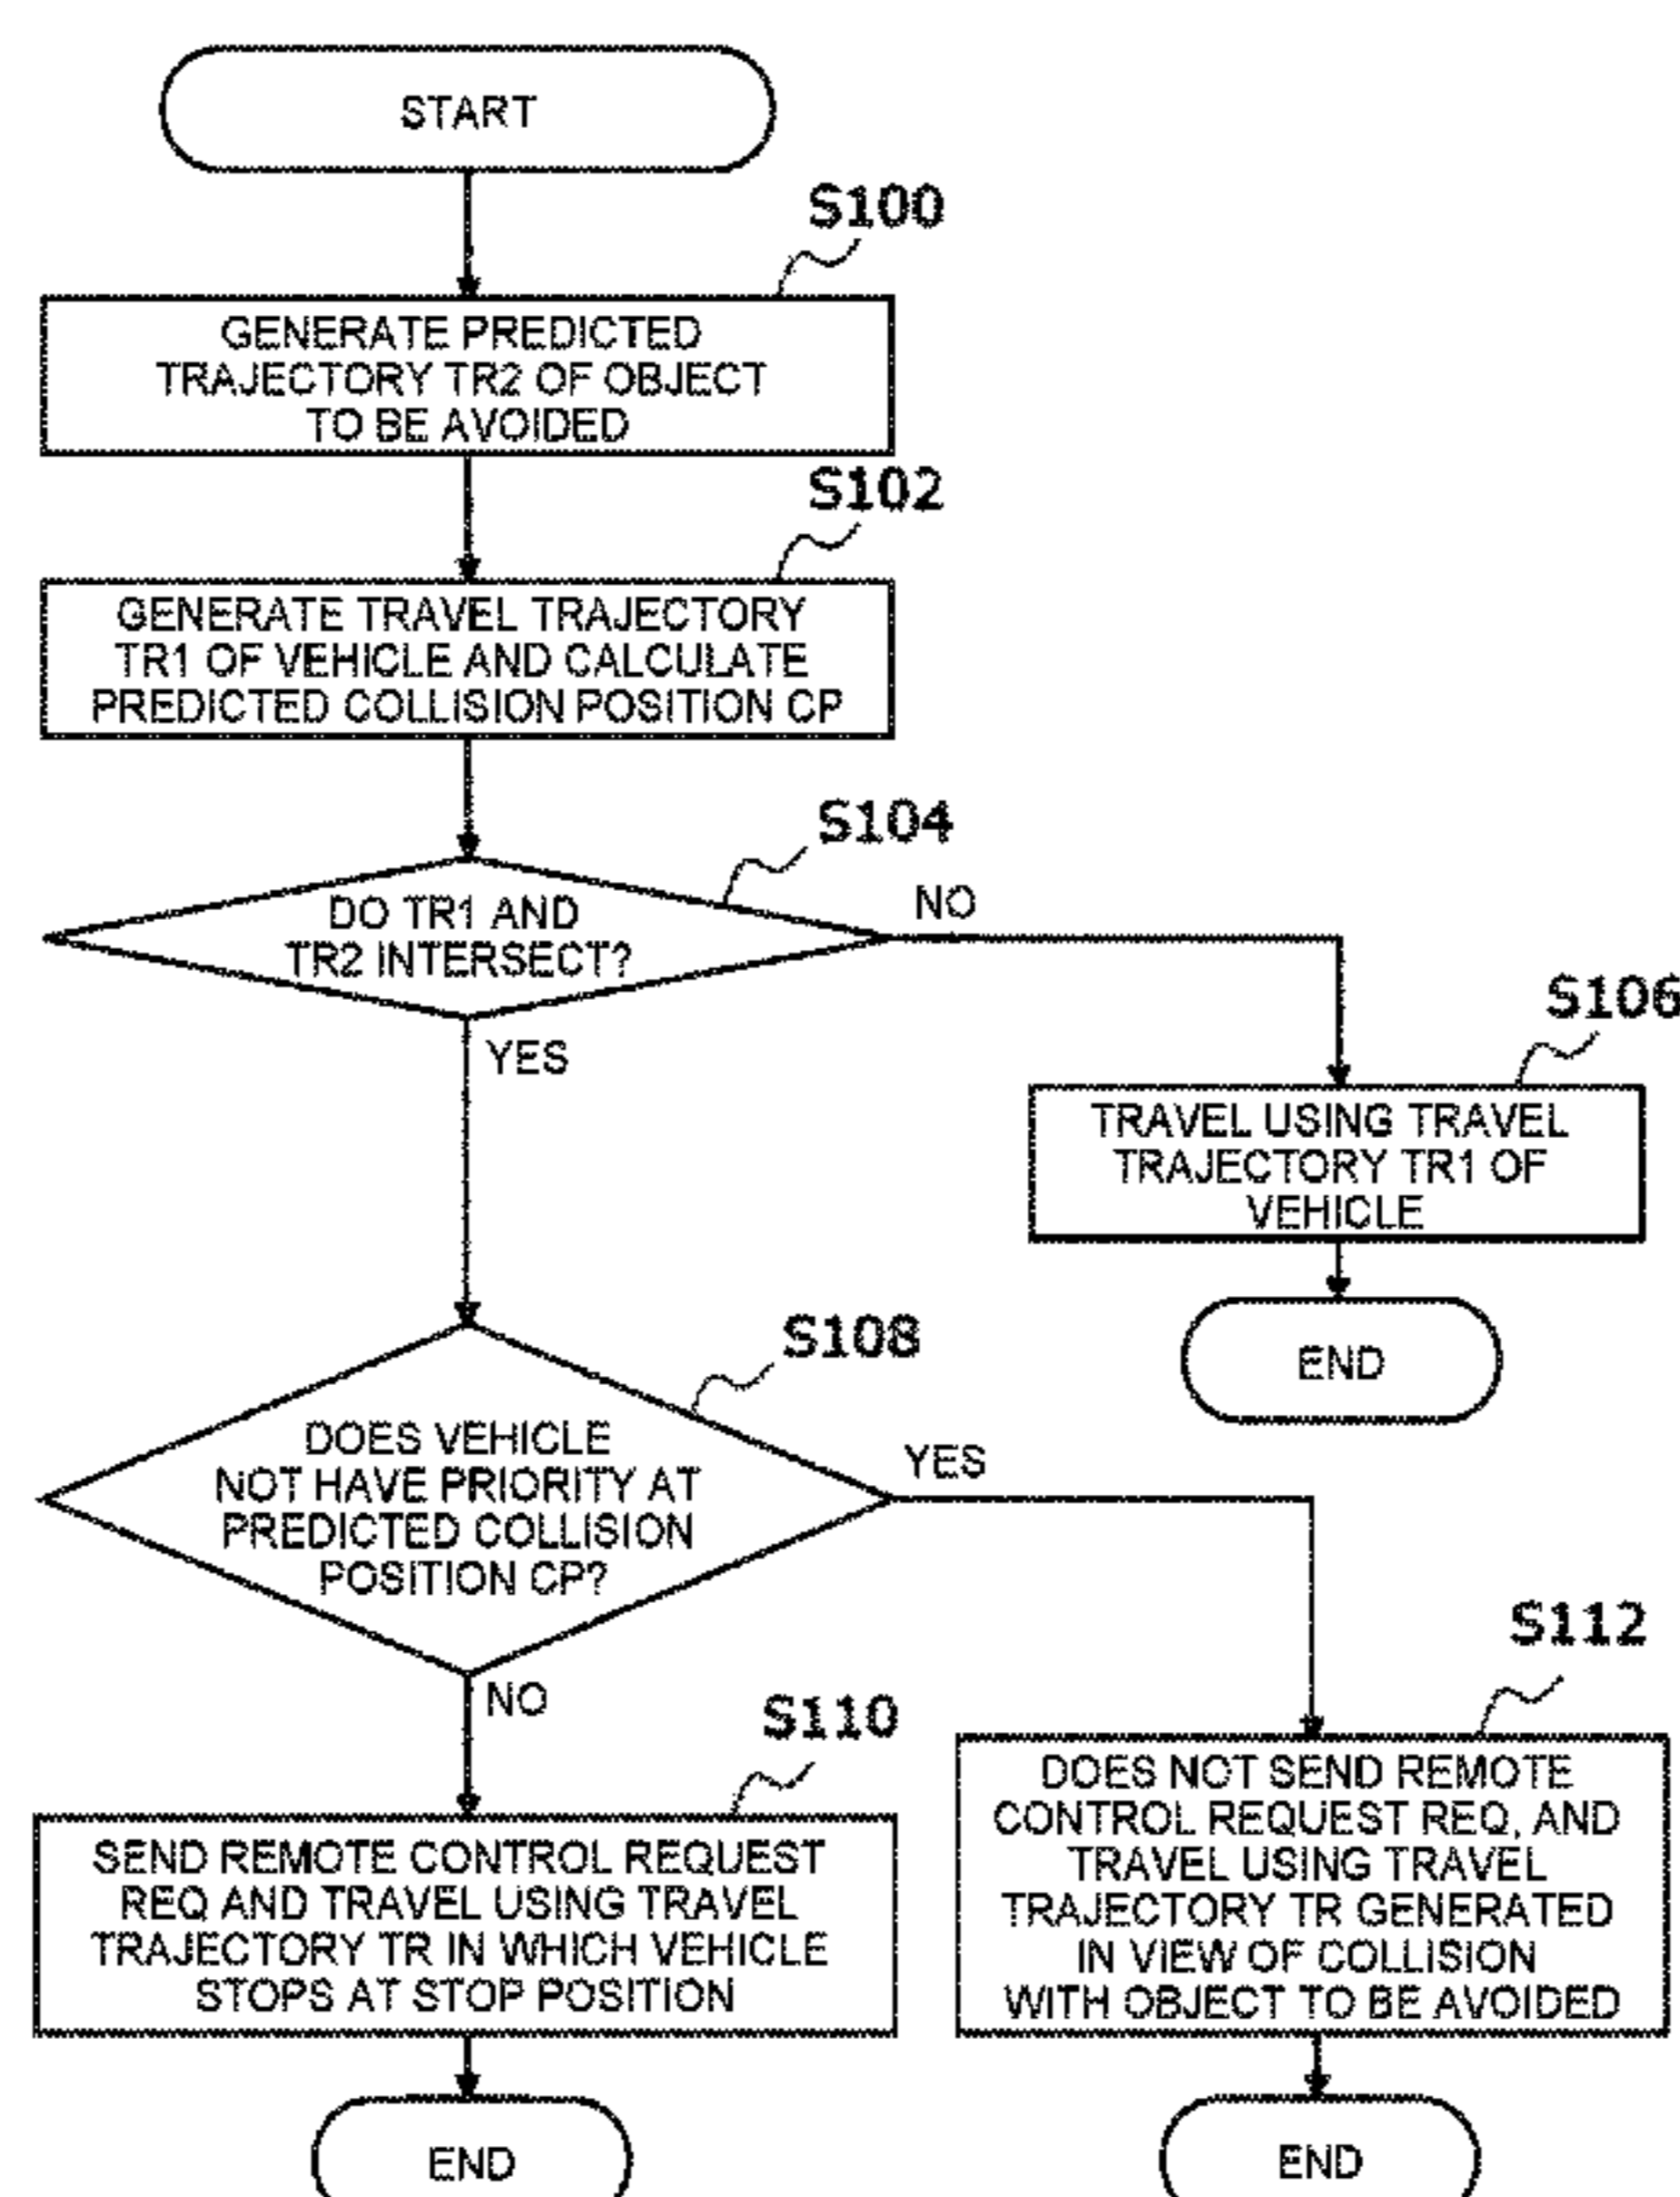 START
S100
GENERATE PREDICTED
TRAJECTORY TR2 OF OBJECT
TO BE AVOIDED
S102
GENERATE TRAVEL TRAJECTORY
TR1 OF VEHICLE AND CALCULATE
PREDICTED COLLISION POSITION CP
S104
DO TR1 AND
TR2 INTERSECT?
NO
YES
S106
TRAVEL USING TRAVEL
TRAJECTORY TR1 OF
VEHICLE
END
S108
DOES VEHICLE
NOT HAVE PRIORITY AT
PREDICTED COLLISION
POSITION CP?
YES
NO
S110
SEND REMOTE CONTROL REQUEST
REQ AND TRAVEL USING TRAVEL
TRAJECTORY TR IN WHICH VEHICLE
STOPS AT STOP POSITION
END
S112
DOES NOT SEND REMOTE
CONTROL REQUEST REQ, AND
TRAVEL USING TRAVEL
TRAJECTORY TR GENERATED
IN VIEW OF COLLISION
WITH OBJECT TO BE AVOIDED
END